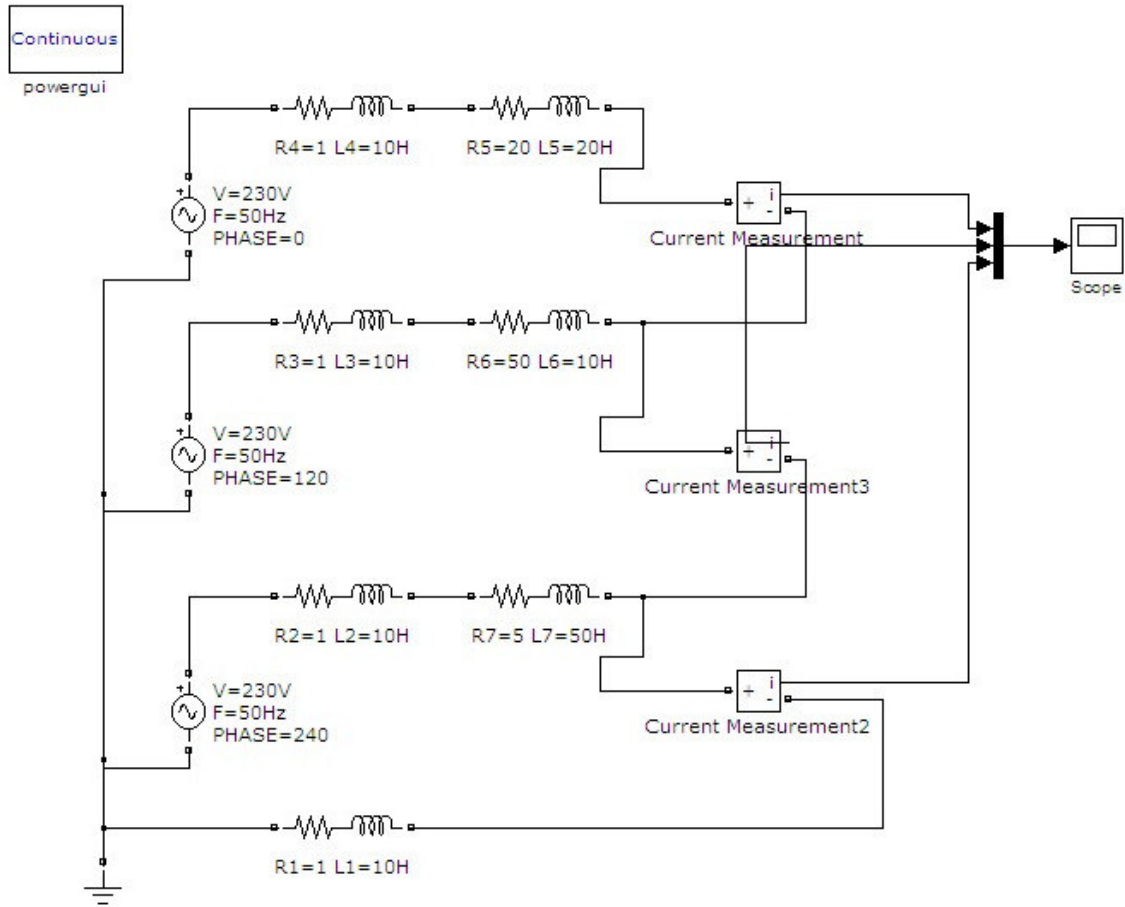 Continuous
powergui
R4=1 L4=10H
R5=20 L5=20H
+
V=230V
F=50Hz
PHASE=0
+ i
-
Current Measurement
Scope
R3=1 L3=10H
R6=50 L6=10H
+
V=230V
F=50Hz
PHASE=120
+ i
-
Current Measurement3
R2=1 L2=10H
R7=5 L7=50H
+
V=230V
F=50Hz
PHASE=240
+ i
-
Current Measurement2
R1=1 L1=10H